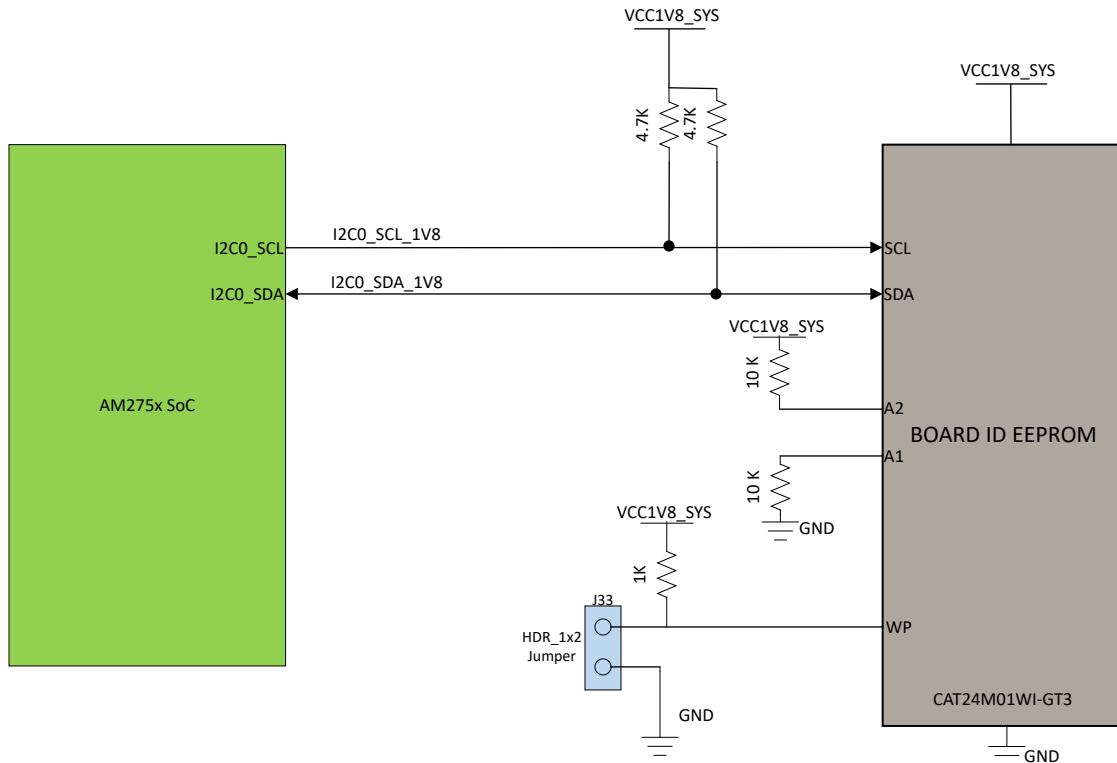 VCC1V8_SYS
VCC1V8_SYS
4.7K
4.7K
I2C0_SCL
I2C0_SCL_1V8
SCL
I2C0_SDA
I2C0_SDA_1V8
SDA
VCC1V8_SYS
10 K
AM275x SoC
A2
BOARD ID EEPROM
A1
10 K
VCC1V8_SYS
GND
1K
J33
HDR_1x2
Jumper
WP
CAT24M01WI-GT3
GND
GND